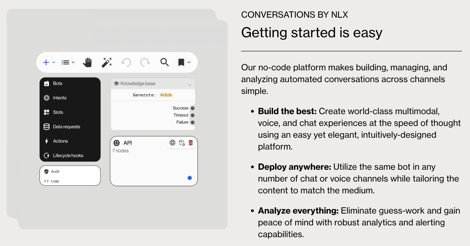 CONVERSATIONS BY NLX
Getting started is easy
Our no-code platform makes building, managing, and
analyzing automated conversations across channels
simple.
• Build the best: Create world-class multimodal,
voice, and chat experiences at the speed of thought
using an easy yet elegant, intuitively-designed
platform.
• Deploy anywhere: Utilize the same bot in any
number of chat or voice channels while tailoring the
content to match the medium.
• Analyze everything: Eliminate guess-work and gain
peace of mind with robust analytics and alerting
capabilities.
Bots
Intents
Slots
Data requests
Actions
Lifecycle hooks
Audit
Logs
Knowledge base
Generate: Article
Success
Timeout
Failure
API
7 nodes